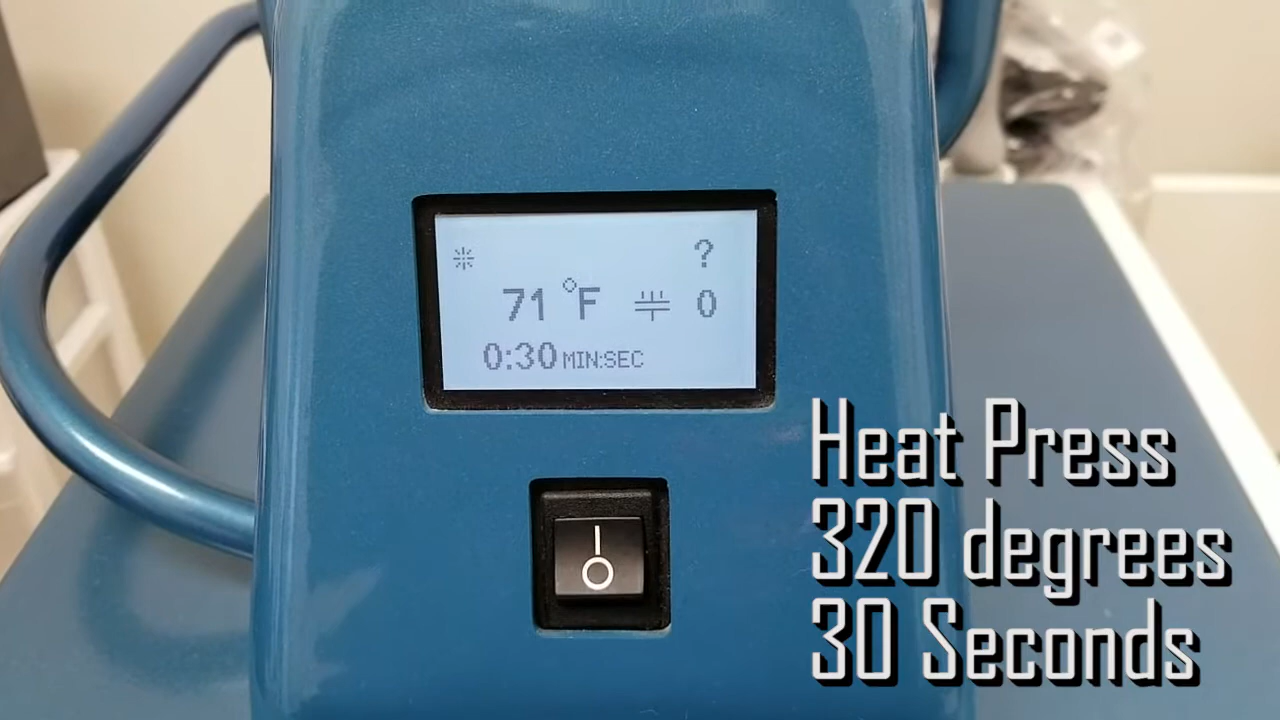 ?
71 °F 0
0:30 MIN:SEC
Heat Press
320 degrees
30 Seconds